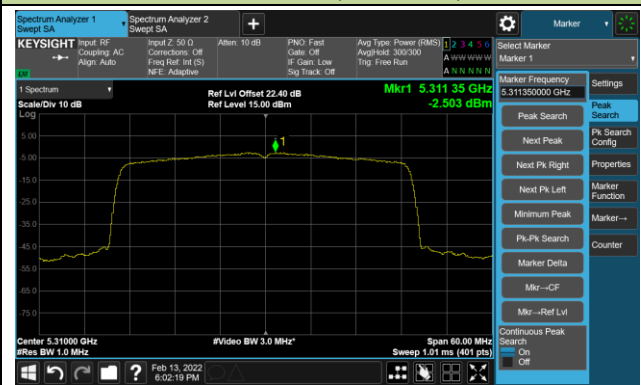 Spectrum Analyzer 1
Swept SA
Spectrum Analyzer 2
Swept SA
+
Marker
KEYSIGHT
Input: RF
Coupling: AC
Align: Auto
Input Z: 50 Ω
Corrections: Off
Freq Ref: Int (S)
NFE: Adaptive
Atten: 10 dB
PNO: Fast
Gate: Off
IF Gain: Low
Sig Track: Off
Avg Type: Power (RMS)
Avg|Hold: 300/300
Trig: Free Run
1 2 3 4 5 6
A W W W W W
A N N N N N
Select Marker
Marker 1
LXI
1 Spectrum
Scale/Div 10 dB
Log
Ref Lvl Offset 22.40 dB
Ref Level 15.00 dBm
Mkr1 5.311 35 GHz
-2.503 dBm
1
5.00
-5.00
-15.0
-25.0
-35.0
-45.0
-55.0
-65.0
-75.0
Center 5.31000 GHz
#Res BW 1.0 MHz
#Video BW 3.0 MHz*
Span 60.00 MHz
Sweep 1.01 ms (401 pts)
Marker Frequency
5.311350000 GHz
Peak Search
Next Peak
Next Pk Right
Next Pk Left
Minimum Peak
Pk-Pk Search
Marker Delta
Mkr→CF
Mkr→Ref Lvl
Continuous Peak
Search
On
Off
Settings
Peak
Search
Pk Search
Config
Properties
Marker
Function
Marker→
Counter
?
Feb 13, 2022
6:02:19 PM